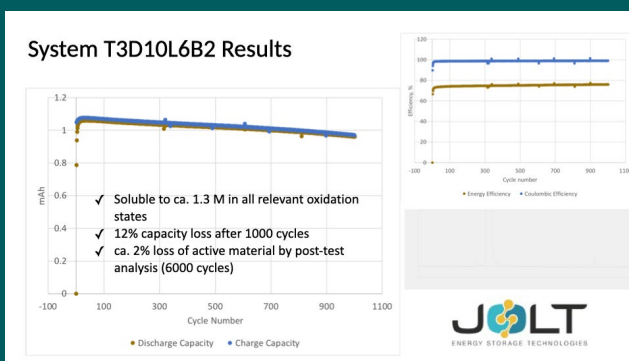 System T3D10L6B2 Results
1.2
1
0.8
0.6
0.4
0.2
0
mAh
-100
100
300
500
700
900
1100
Cycle Number
✓ Soluble to ca. 1.3 M in all relevant oxidation
states
✓ 12% capacity loss after 1000 cycles
✓ ca. 2% loss of active material by post-test
analysis (6000 cycles)
Discharge Capacity
Charge Capacity
120
100
80
60
40
20
0
Efficiency, %
-100
100
300
500
700
900
110
Cycle number
Energy Efficiency
Coulombic Efficiency
JOLT
ENERGY STORAGE TECHNOLOGIES